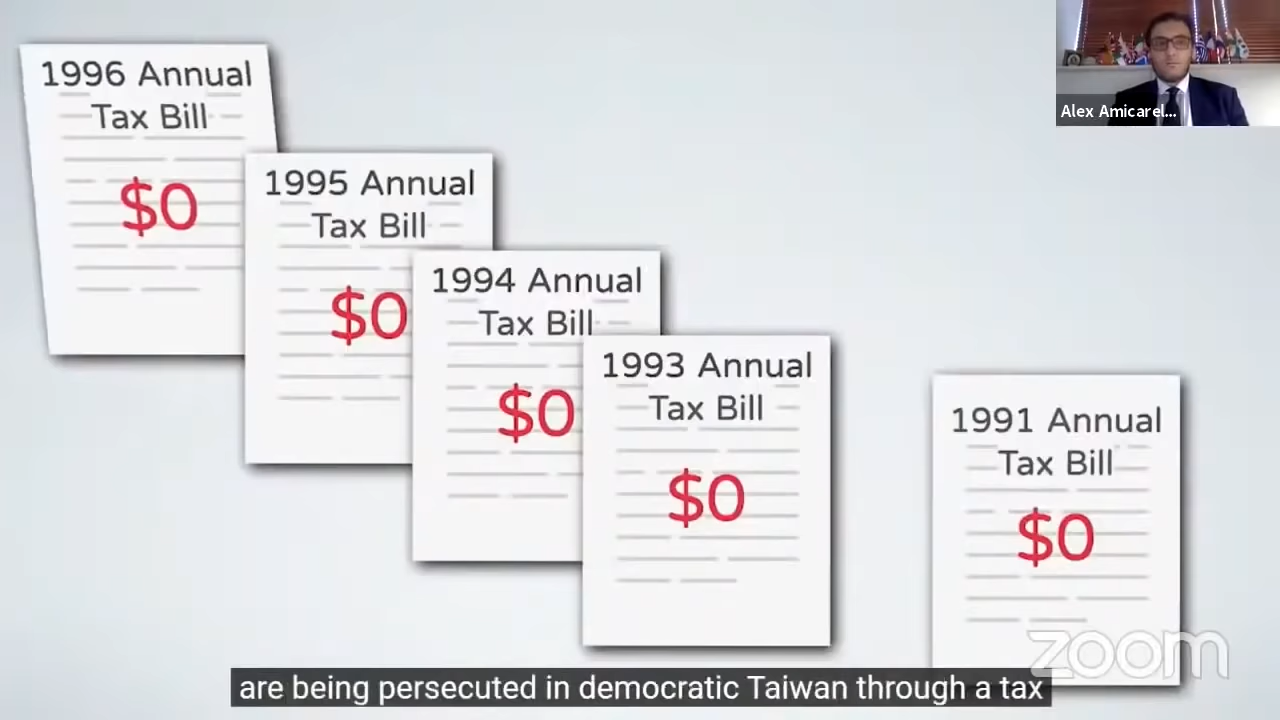 1996 Annual
Tax Bill
$0
1995 Annual
Tax Bill
$0
1994 Annual
Tax Bill
$0
1993 Annual
Tax Bill
$0
1991 Annual
Tax Bill
$0
Alex Amicarel...
zoom
are being persecuted in democratic Taiwan through a tax